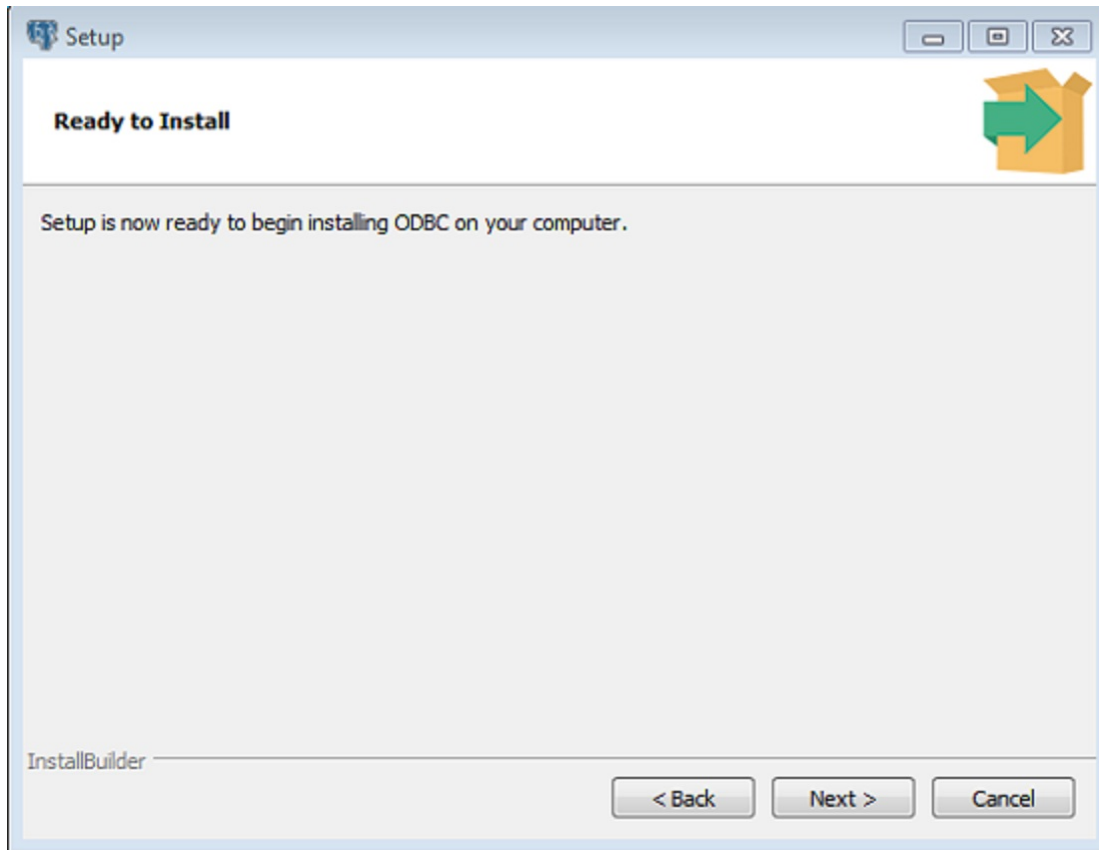 Setup
Ready to Install
Setup is now ready to begin installing ODBC on your computer.
InstallBuilder
< Back
Next >
Cancel